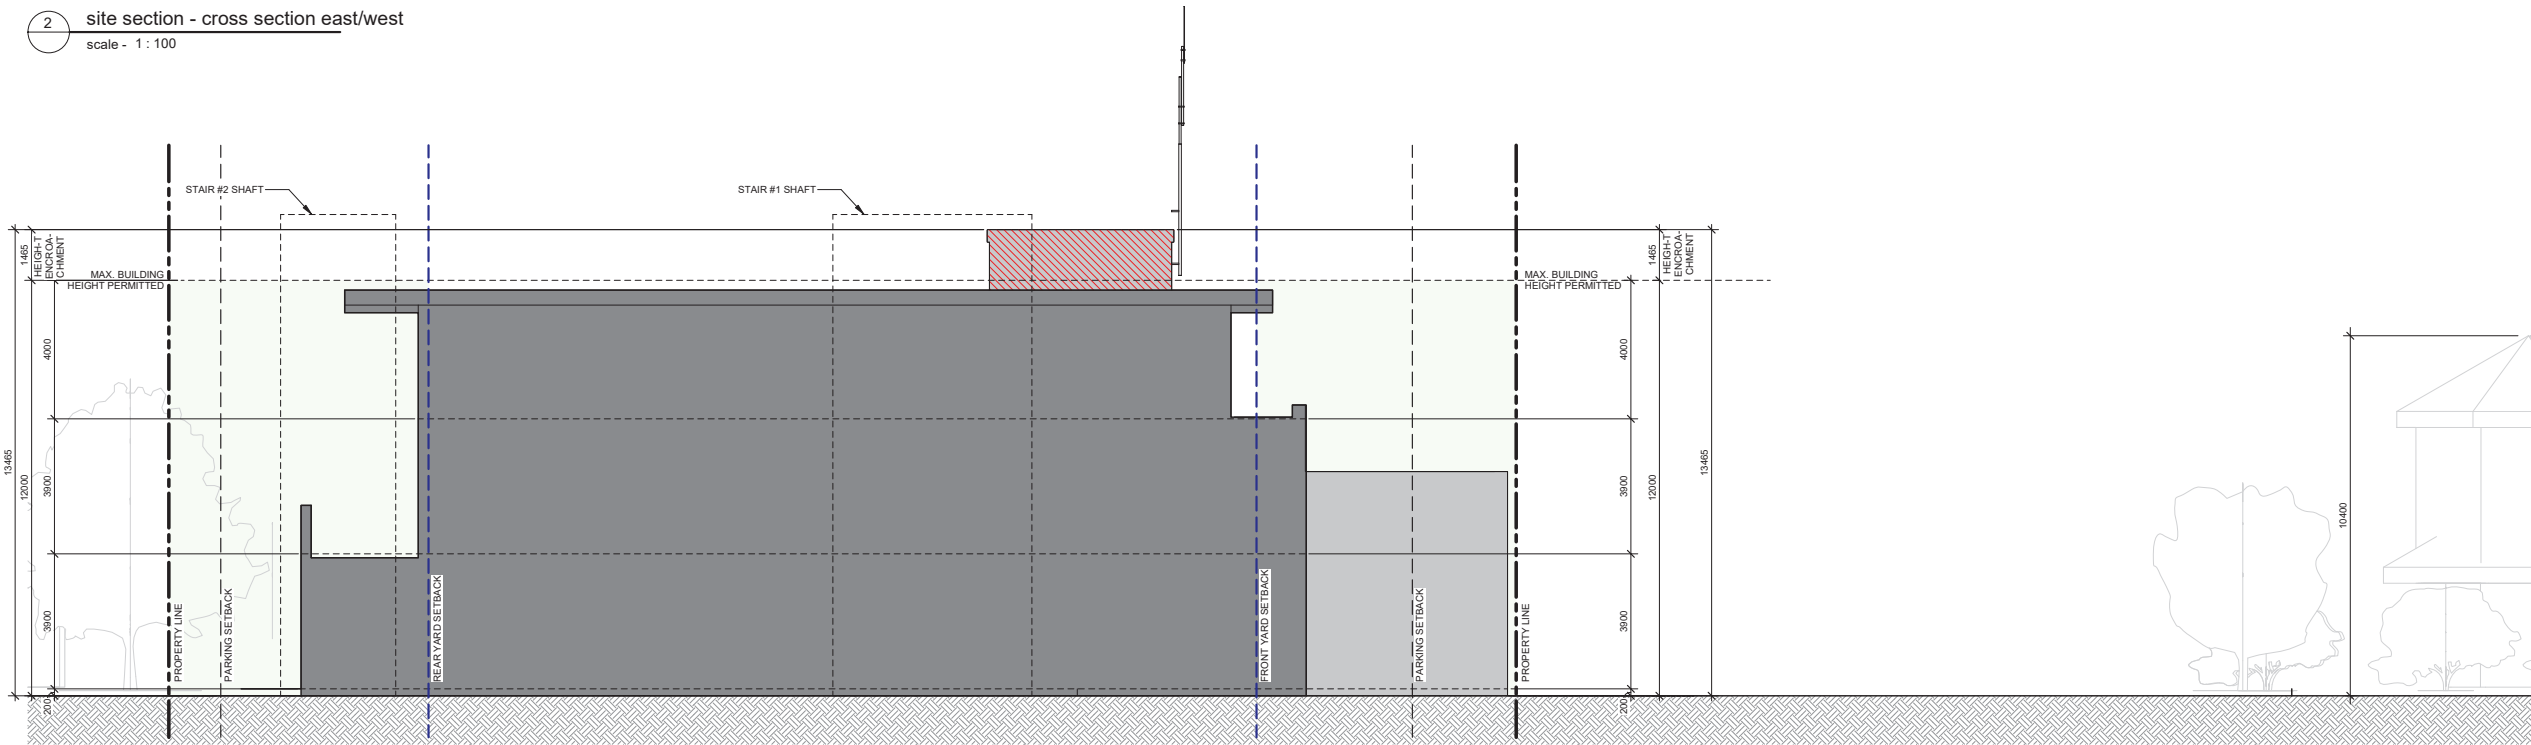 2
site section - cross section east/west
scale - 1 : 100
STAIR #2 SHAFT
STAIR #1 SHAFT
1465
HEIGH-T
ENCROA-
CHMENT
MAX. BUILDING
HEIGHT PERMITTED
13465
12000
4000
3900
3900
200
PROPERTY LINE
PARKING SETBACK
REAR YARD SETBACK
FRONT YARD SETBACK
PARKING SETBACK
PROPERTY LINE
MAX. BUILDING
HEIGHT PERMITTED
1465
HEIGH-T
ENCROA-
CHMENT
4000
3900
3900
200
12000
13465
10400